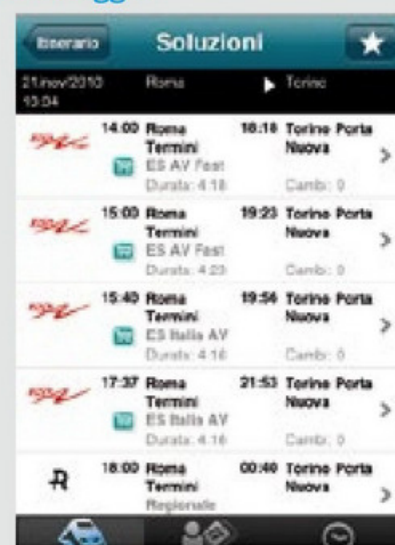 Itinerario Soluzioni
21/nov/2010 Roma Torino
13:04
14:00 Roma 18:18 Torino Porta
Termini Nuova
ES AV Fast
Durata: 4.18 Cambi: 0
15:00 Roma 19:23 Torino Porta
Termini Nuova
ES AV Fast
Durata: 4.23 Cambi: 0
15:40 Roma 19:56 Torino Porta
Termini Nuova
ES Italia AV
Durata: 4.16 Cambi: 0
17:37 Roma 21:53 Torino Porta
Termini Nuova
ES Italia AV
Durata: 4.16 Cambi: 0
R 18:00 Roma 00:40 Torino Porta
Termini Nuova
Regionale